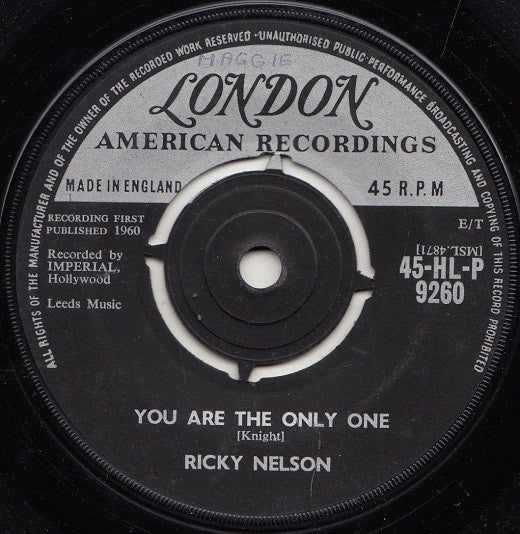 ALL RIGHTS OF THE MANUFACTURER AND OF THE OWNER OF THE RECORDED WORK RESERVED - UNAUTHORISED PUBLIC PERFORMANCE BROADCASTING AND COPYING OF THIS RECORD PROHIBITED
MAGGIE
LONDON
AMERICAN RECORDINGS
MADE IN ENGLAND
45 R.P.M
RECORDING FIRST
PUBLISHED 1960
E/T
Recorded by
IMPERIAL,
Hollywood
[MSL.4871]
45-HL-P
9260
Leeds Music
YOU ARE THE ONLY ONE
[Knight]
RICKY NELSON